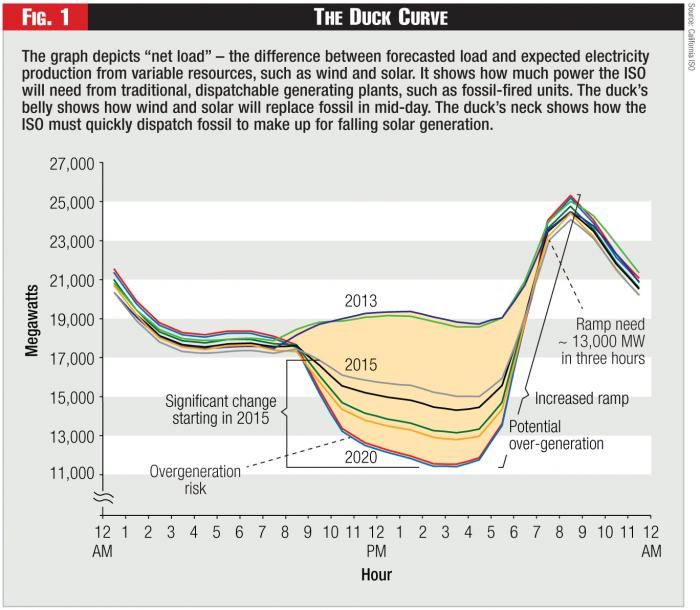 FIG. 1
THE DUCK CURVE
Source: California ISO
The graph depicts “net load” – the difference between forecasted load and expected electricity
production from variable resources, such as wind and solar. It shows how much power the ISO
will need from traditional, dispatchable generating plants, such as fossil-fired units. The duck’s
belly shows how wind and solar will replace fossil in mid-day. The duck’s neck shows how the
ISO must quickly dispatch fossil to make up for falling solar generation.
Megawatts
27,000
25,000
23,000
21,000
19,000
17,000
15,000
13,000
11,000
2013
2015
2020
Significant change
starting in 2015
Overgeneration
risk
Ramp need
~ 13,000 MW
in three hours
Increased ramp
Potential
over-generation
12 1 2 3 4 5 6 7 8 9 10 11 12 1 2 3 4 5 6 7 8 9 10 11 12
AM PM AM
Hour